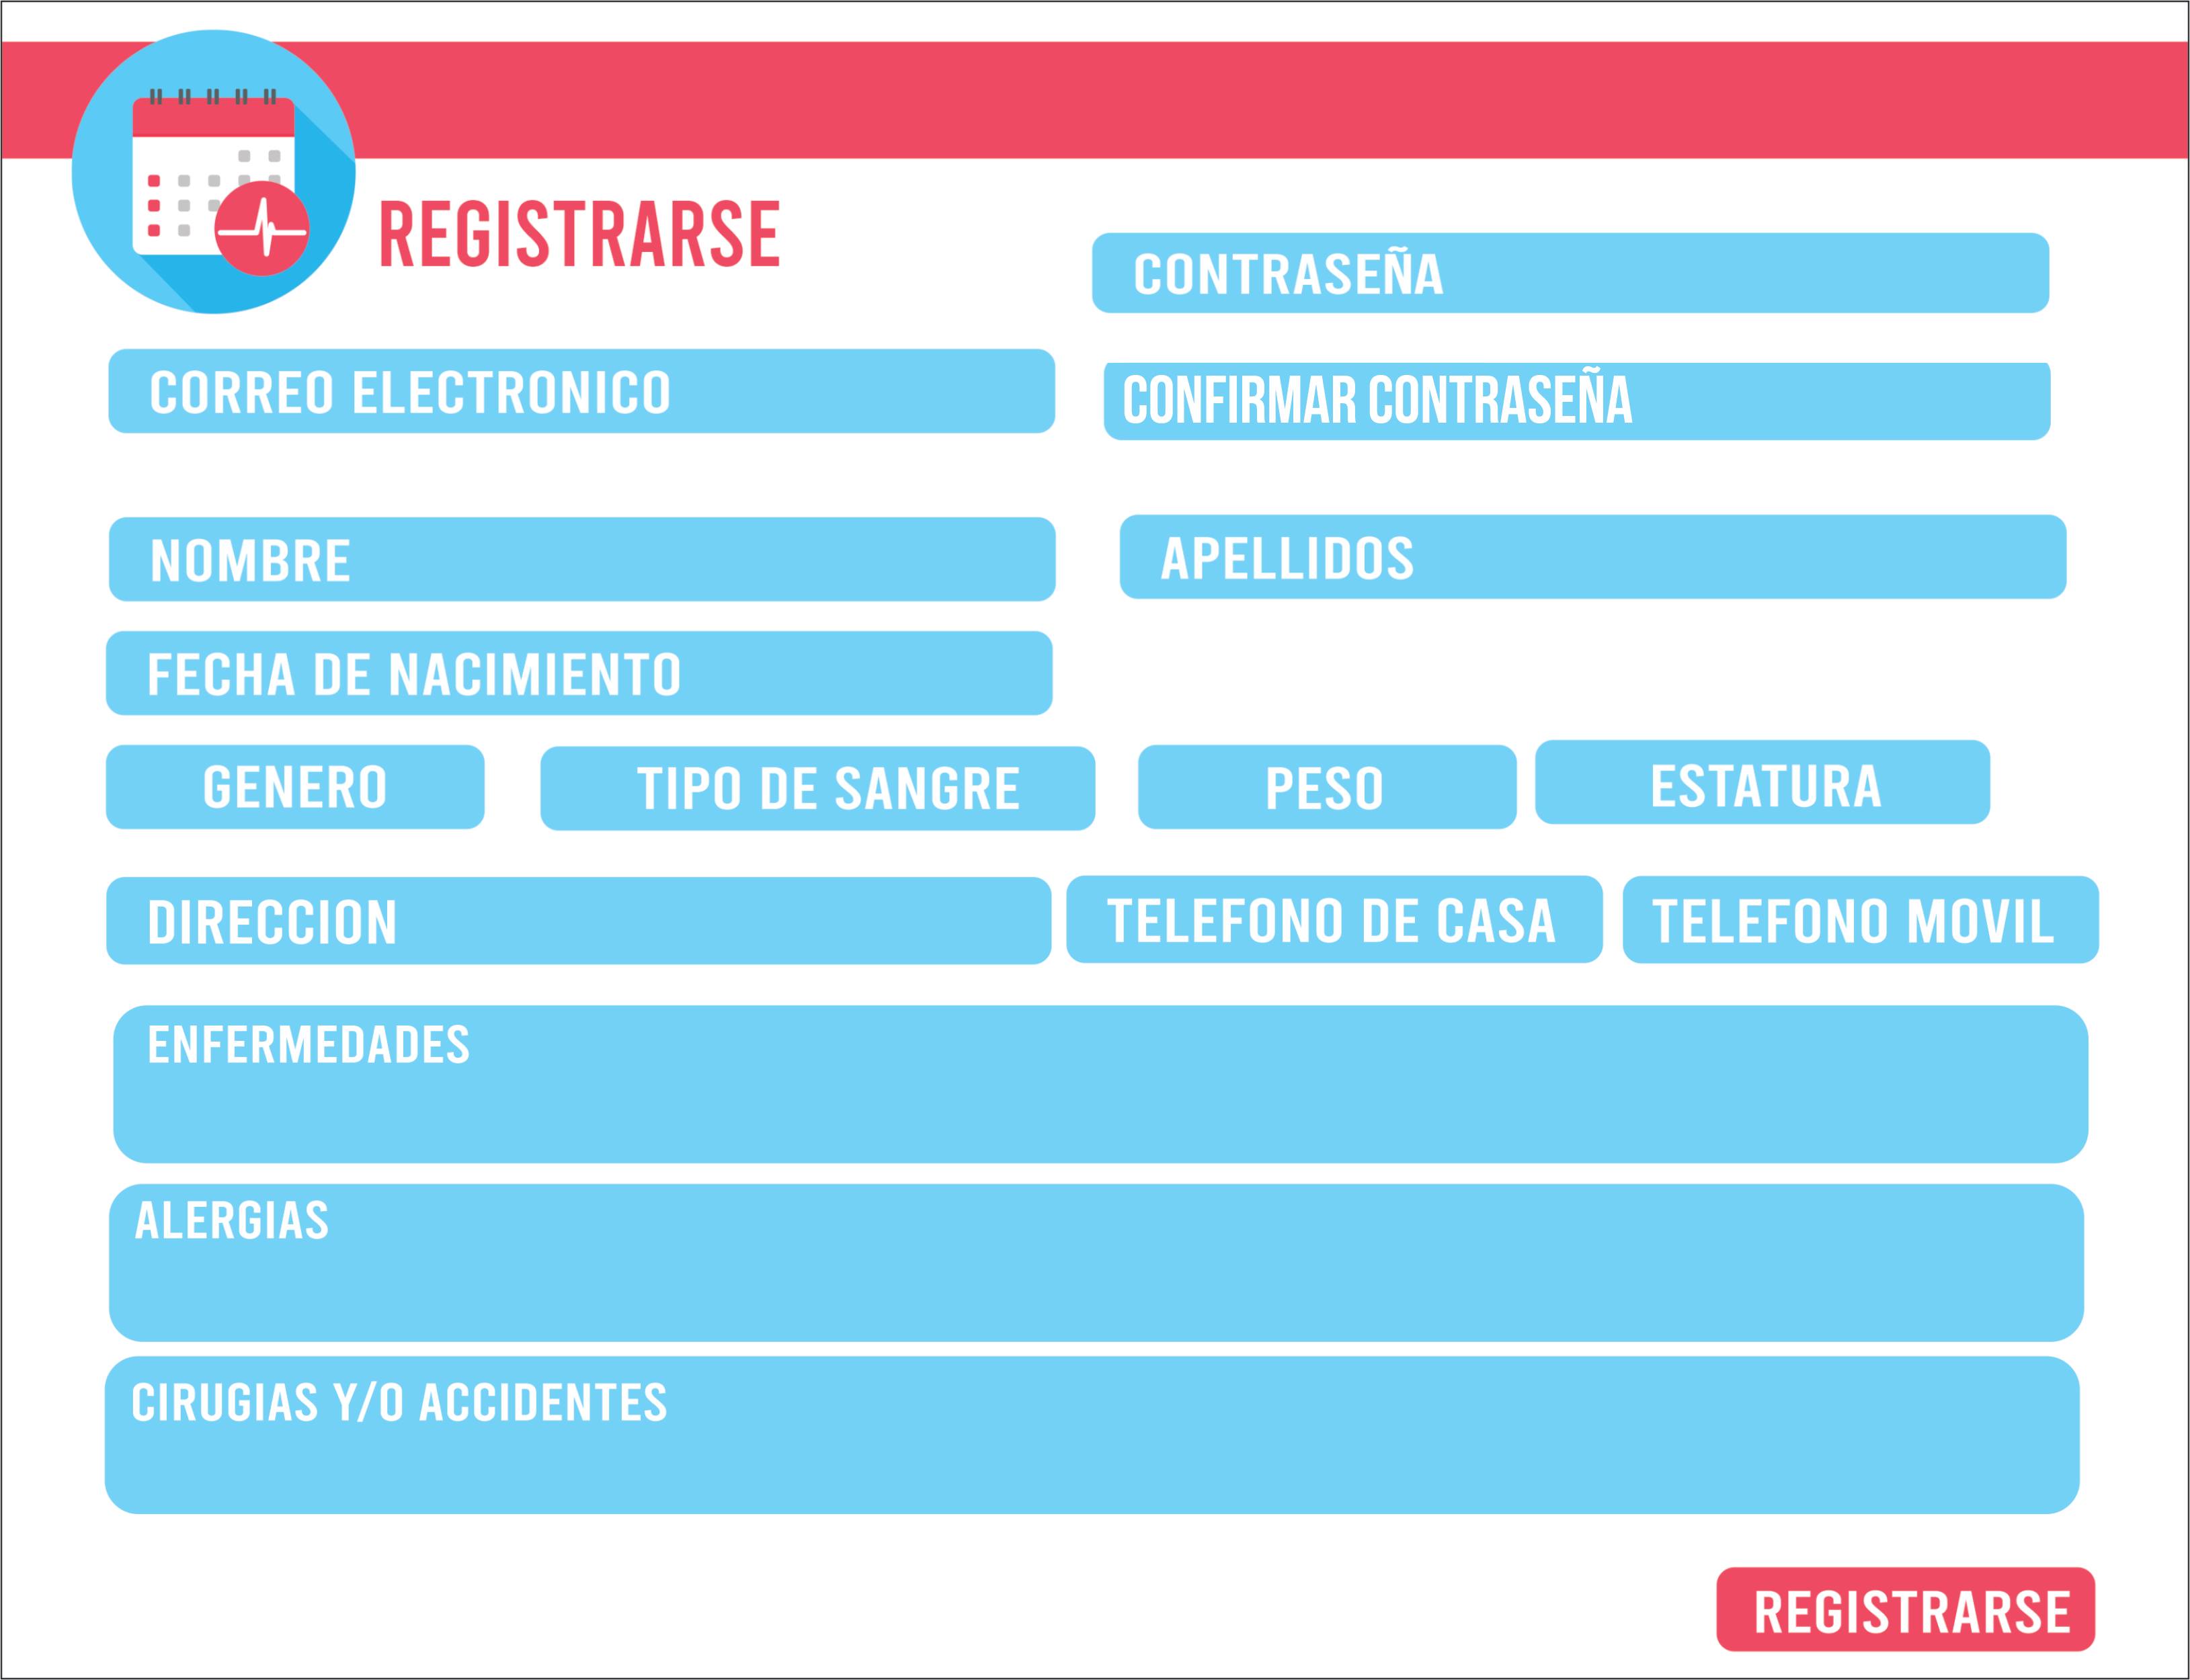 REGISTRARSE
CONTRASEÑA
CORREO ELECTRONICO
CONFIRMAR CONTRASEÑA
NOMBRE
APELLIDOS
FECHA DE NACIMIENTO
GENERO
TIPO DE SANGRE
PESO
ESTATURA
DIRECCION
TELEFONO DE CASA
TELEFONO MOVIL
ENFERMEDADES
ALERGIAS
CIRUGIAS Y/O ACCIDENTES
REGISTRARSE